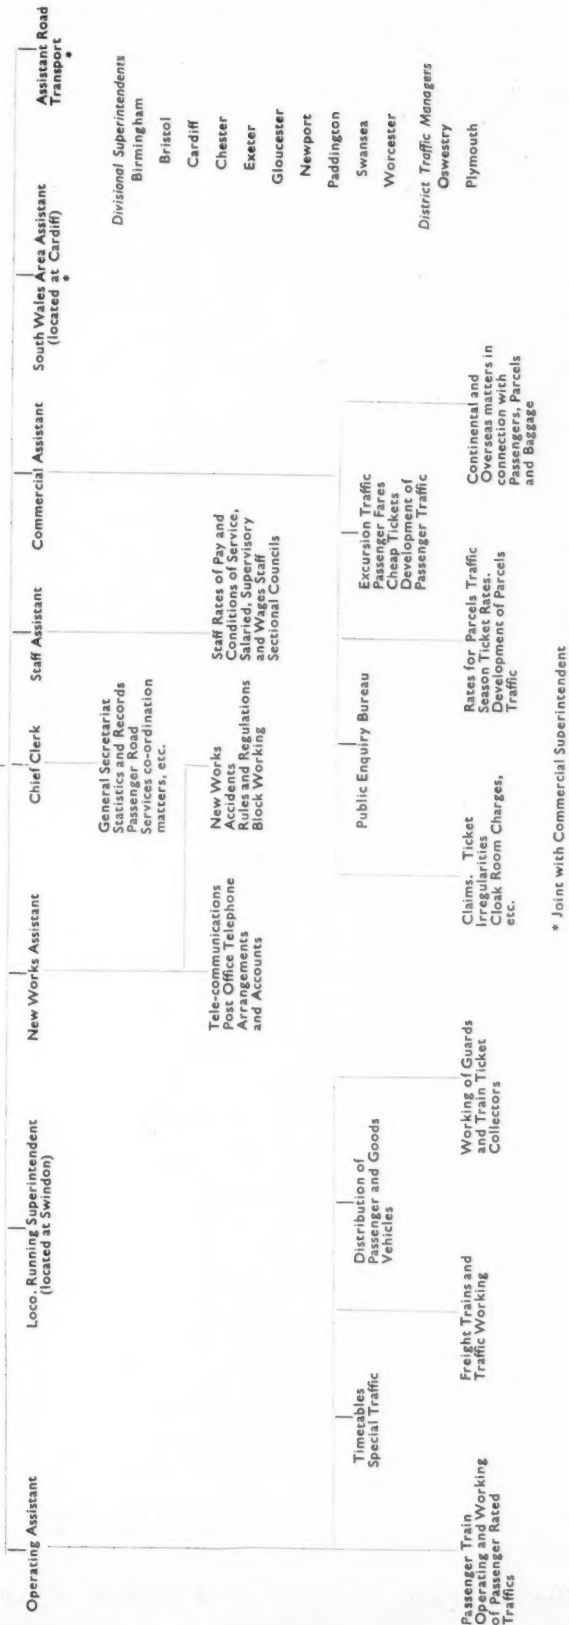 Operating Assistant
Loco. Running Superintendent
(located at Swindon)
New Works Assistant
Chief Clerk
Staff Assistant
Commercial Assistant
South Wales Area Assistant
(located at Cardiff)
*
Assistant Road
Transport
*
General Secretariat
Statistics and Records
Passenger Road
Services co-ordination
matters, etc.
Divisional Superintendents
Birmingham
Bristol
Cardiff
Chester
Exeter
Gloucester
Newport
Paddington
Swansea
Worcester
District Traffic Managers
Oswestry
Plymouth
Tele-communications
Post Office Telephone
Arrangements
and Accounts
New Works
Accidents
Rules and Regulations
Block Working
Staff Rates of Pay and
Conditions of Service,
Salaried, Supervisory
and Wages Staff
Sectional Councils
Timetables
Special Traffic
Distribution of
Passenger and Goods
Vehicles
Public Enquiry Bureau
Excursion Traffic
Passenger Fares
Cheap Tickets
Development of
Passenger Traffic
Passenger Train
Operating and Working
of Passenger Rated
Traffics
Freight Trains and
Traffic Working
Working of Guards
and Train Ticket
Collectors
Claims. Ticket
Irregularities
Cloak Room Charges,
etc.
Rates for Parcels Traffic
Season Ticket Rates.
Development of Parcels
Traffic
Continental and
Overseas matters in
connection with
Passengers, Parcels
and Baggage
* Joint with Commercial Superintendent